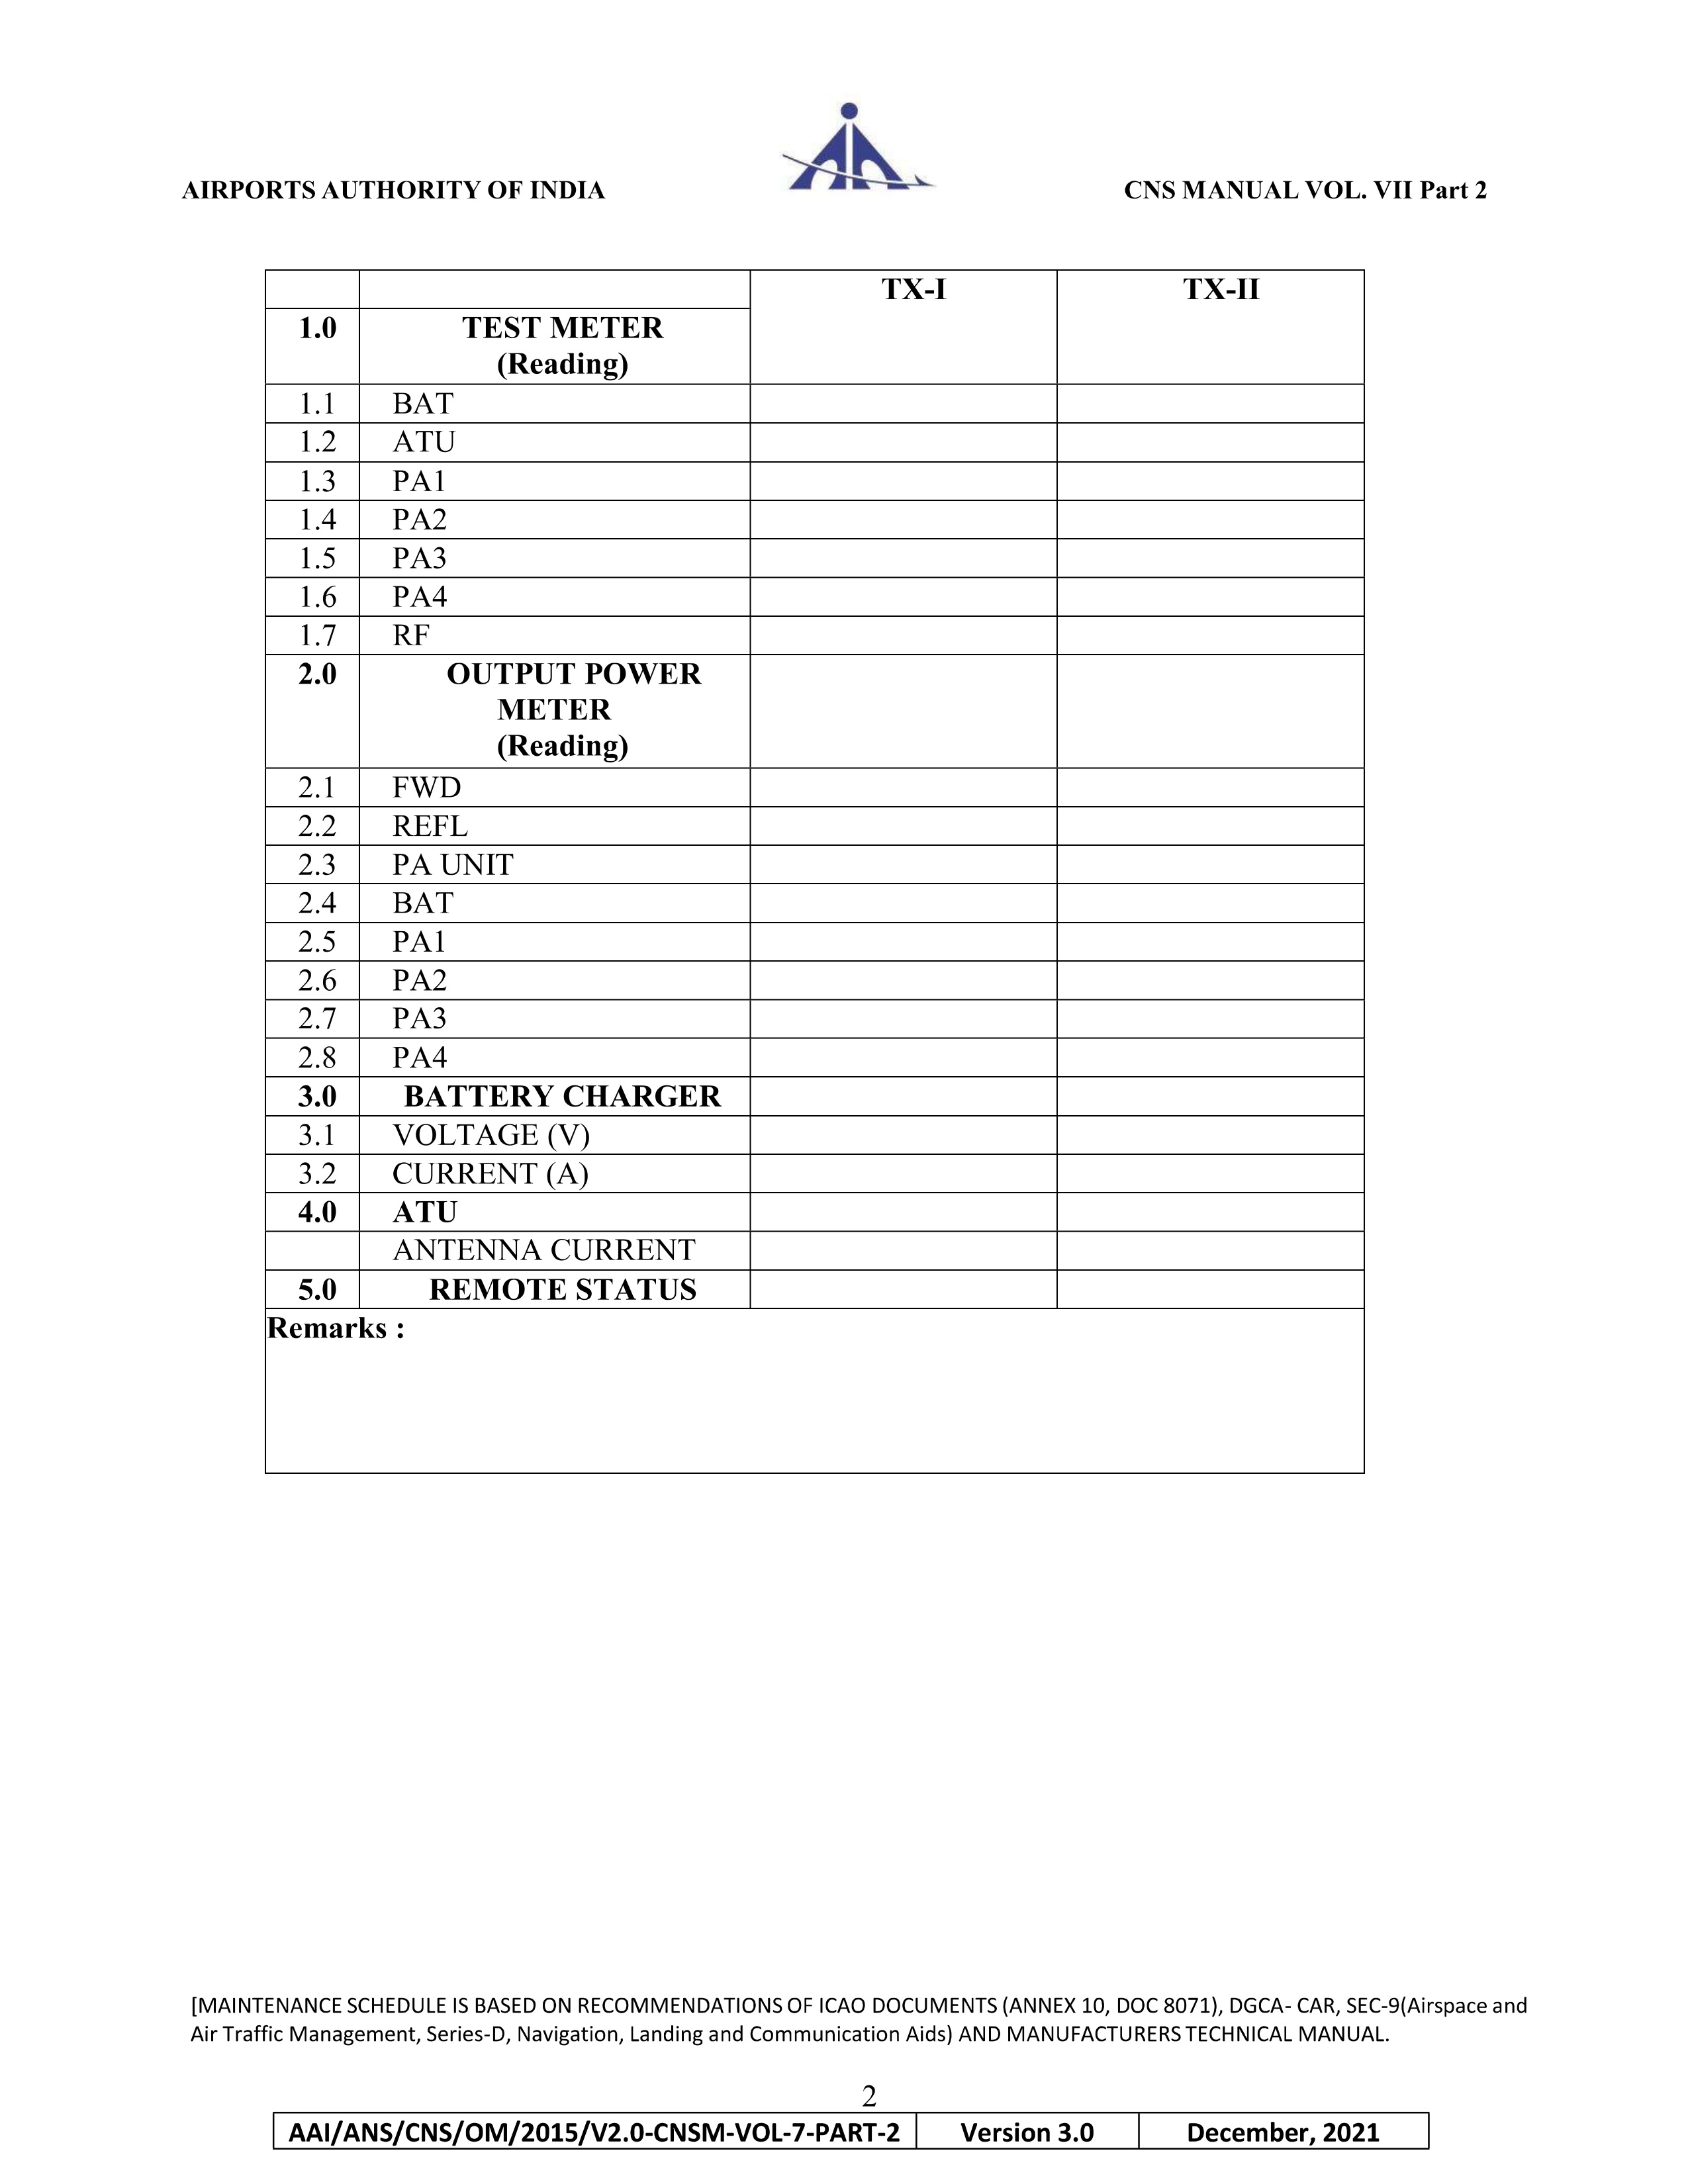 AIRPORTS AUTHORITY OF INDIA
CNS MANUAL VOL. VII Part 2
TX-I
TX-II
1.0 TEST METER
(Reading)
1.1 BAT
1.2 ATU
1.3 PA1
1.4 PA2
1.5 PA3
1.6 PA4
1.7 RF
2.0 OUTPUT POWER
METER
(Reading)
2.1 FWD
2.2 REFL
2.3 PA UNIT
2.4 BAT
2.5 PA1
2.6 PA2
2.7 PA3
2.8 PA4
3.0 BATTERY CHARGER
3.1 VOLTAGE (V)
3.2 CURRENT (A)
4.0 ATU
ANTENNA CURRENT
5.0 REMOTE STATUS
Remarks :
[MAINTENANCE SCHEDULE IS BASED ON RECOMMENDATIONS OF ICAO DOCUMENTS (ANNEX 10, DOC 8071), DGCA- CAR, SEC-9(Airspace and
Air Traffic Management, Series-D, Navigation, Landing and Communication Aids) AND MANUFACTURERS TECHNICAL MANUAL.
2
AAI/ANS/CNS/OM/2015/V2.0-CNSM-VOL-7-PART-2 Version 3.0 December, 2021